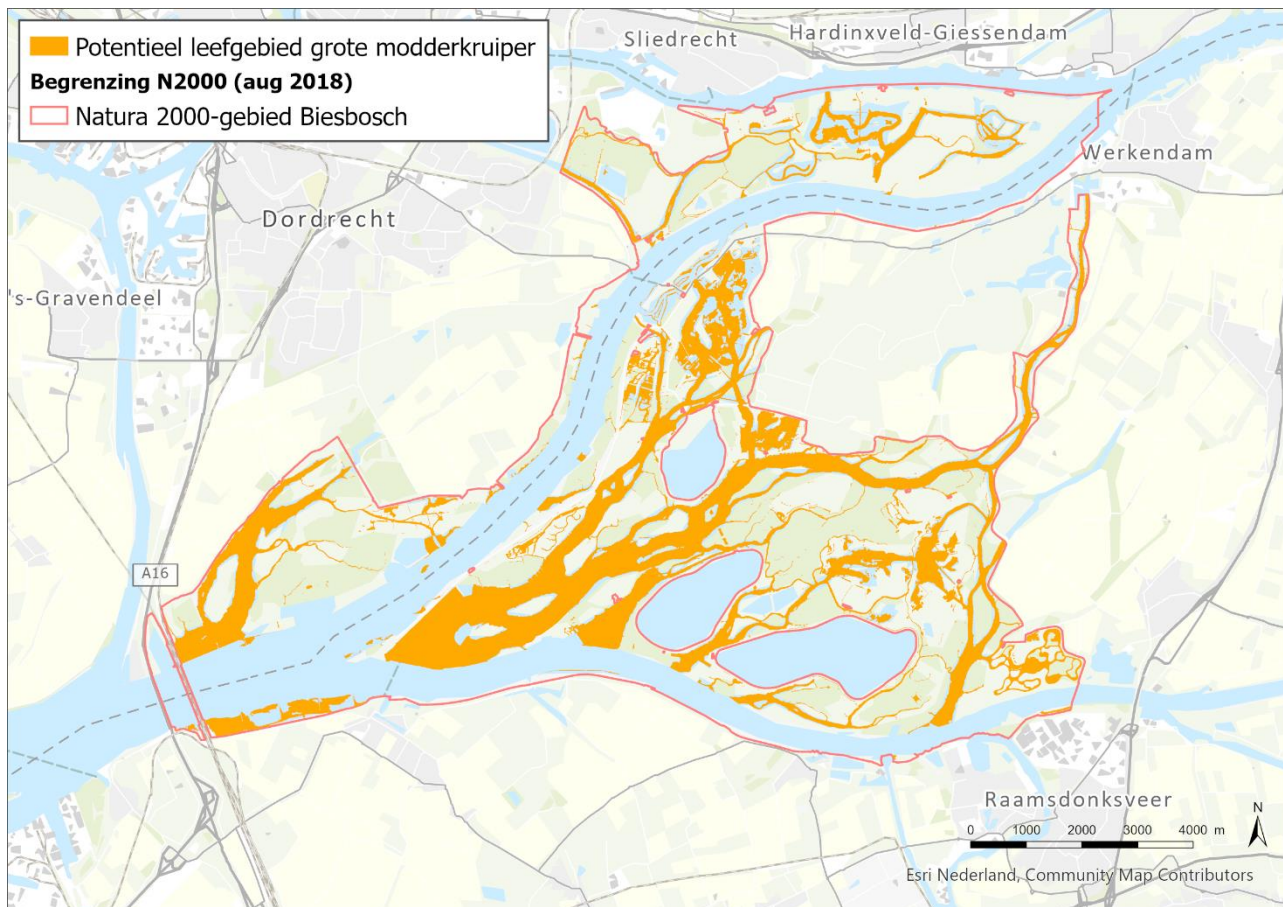 Potentieel leefgebied grote modderkruiper
Begrenzing N2000 (aug 2018)
Natura 2000-gebied Biesbosch
Sliedrecht
Hardinxveld-Giessendam
Werkendam
Dordrecht
's-Gravendeel
A16
Raamsdonksveer
N
0 1000 2000 3000 4000 m
Esri Nederland, Community Map Contributors